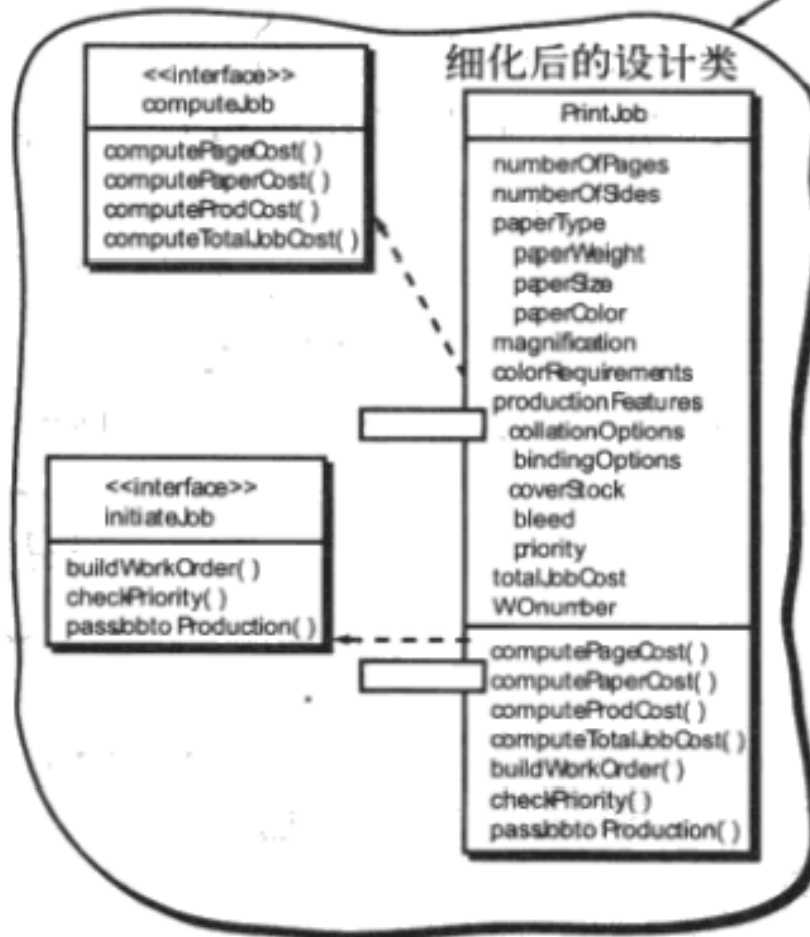 <<interface>>
computeJob
computePageCost( )
computePaperCost( )
computeProdCost( )
computeTotalJobCost( )
<<interface>>
initiateJob
buildWorkOrder( )
checkPriority( )
passJobto Production( )
细化后的设计类
PrintJob
numberOfPages
numberOfSides
paperType
paperWeight
paperSize
paperColor
magnification
colorRequirements
productionFeatures
collationOptions
bindingOptions
coverStock
bleed
priority
totalJobCost
WOnumber
computePageCost( )
computePaperCost( )
computeProdCost( )
computeTotalJobCost( )
buildWorkOrder( )
checkPriority( )
passJobto Production( )